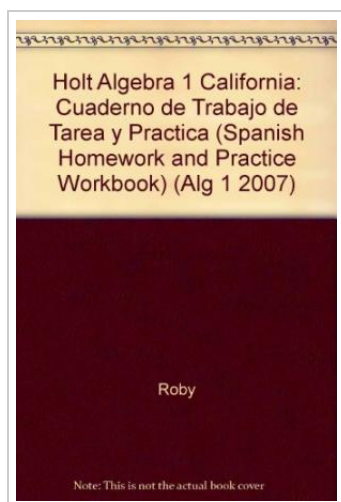 Holt Algebra 1 California:
Cuaderno de Trabajo de
Tarea y Practica (Spanish
Homework and Practice
Workbook) (Alg 1 2007)
Roby
Note: This is not the actual book cover